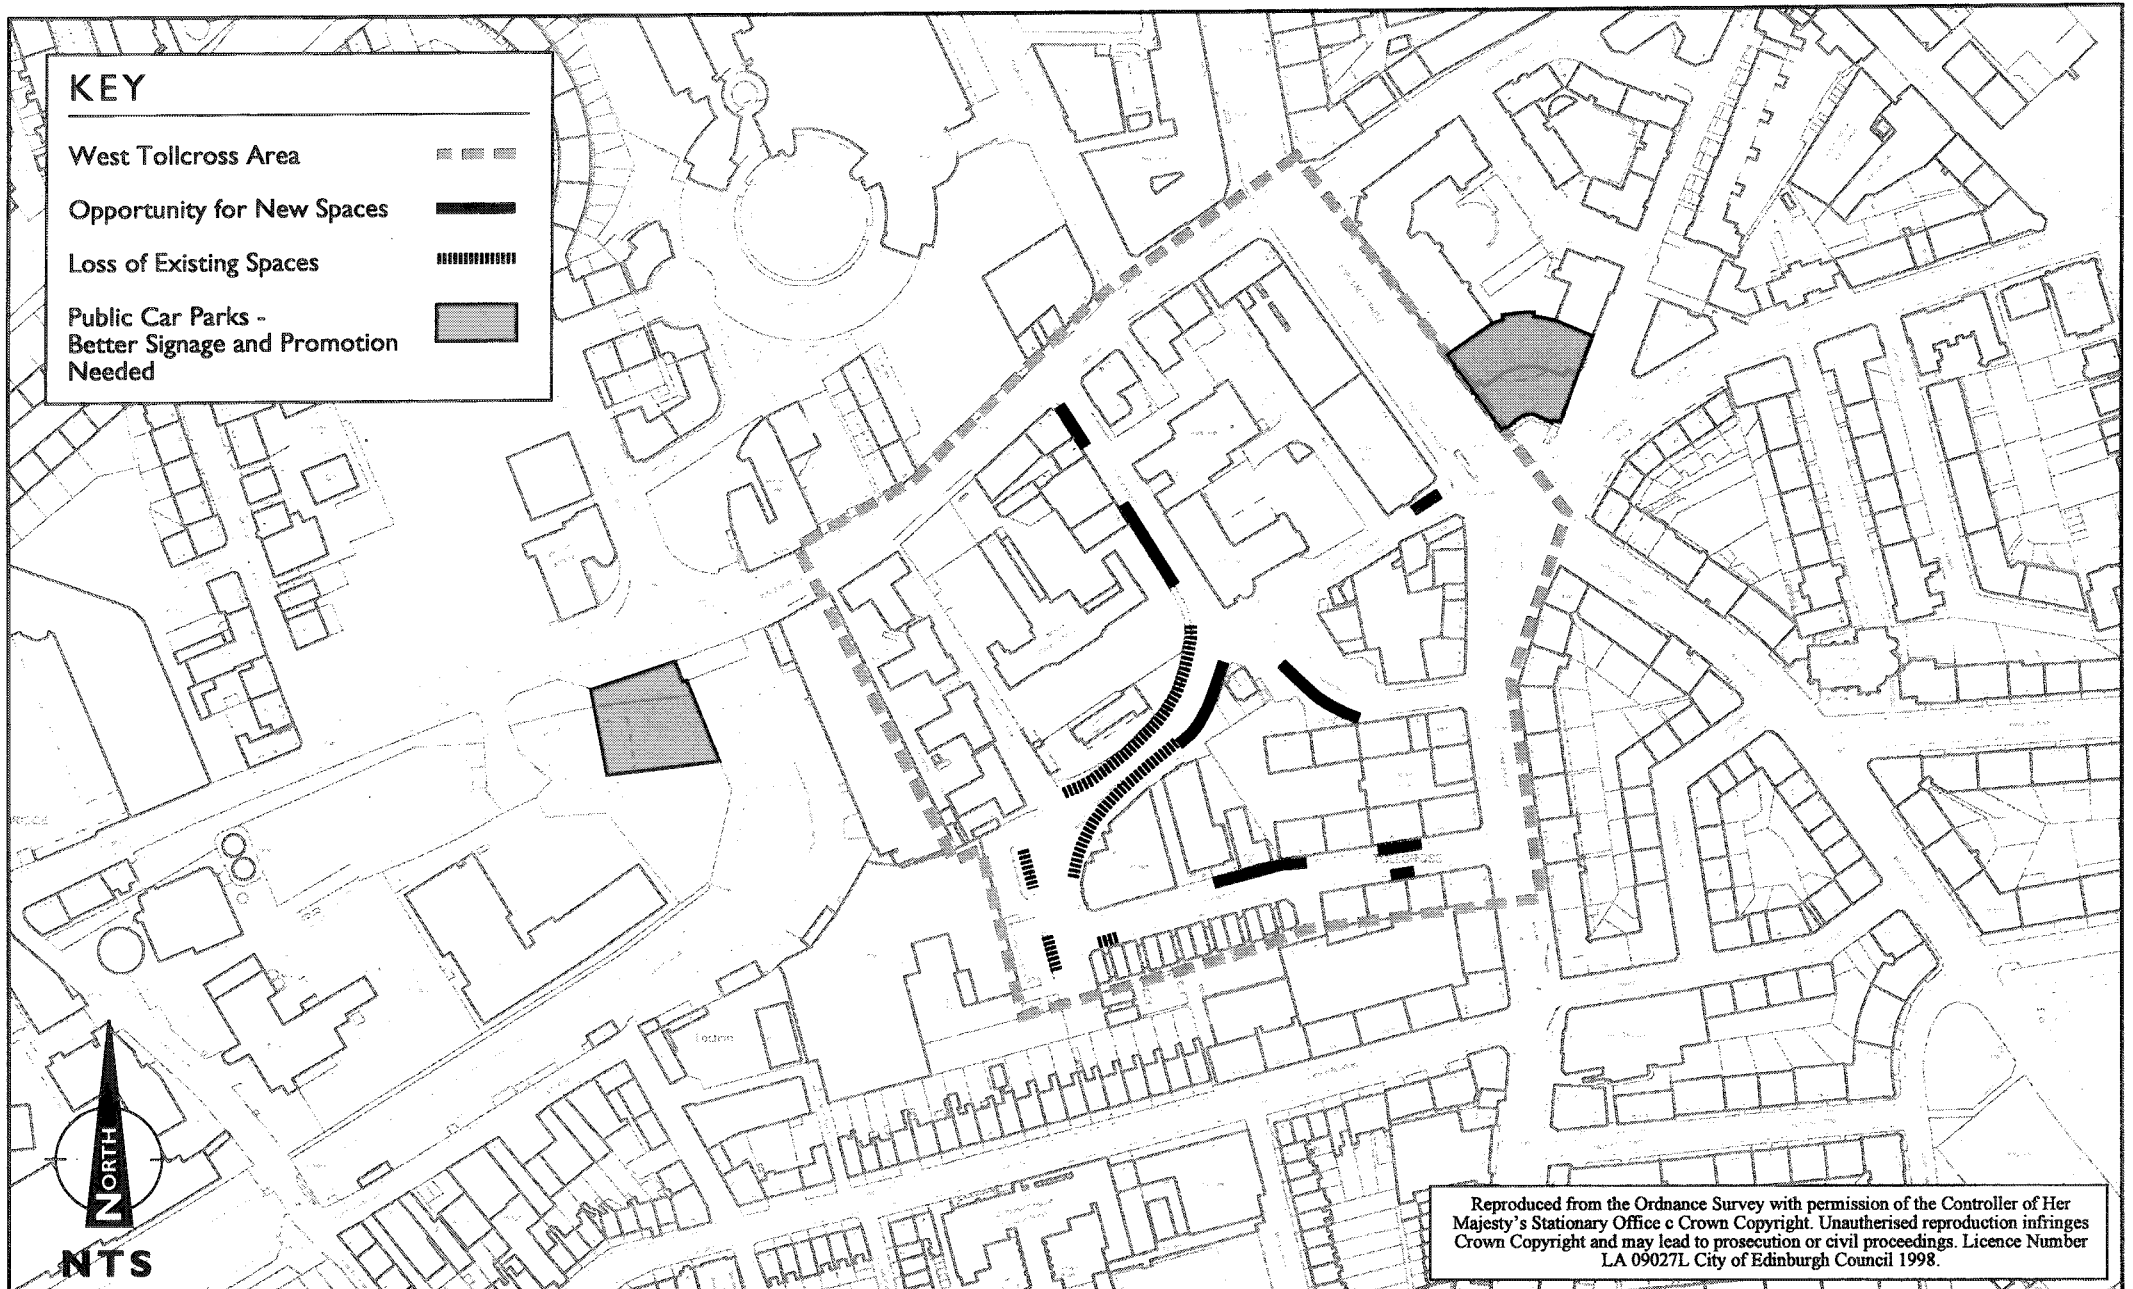 KEY
West Tollcross Area
Opportunity for New Spaces
Loss of Existing Spaces
Public Car Parks -
Better Signage and Promotion
Needed
NORTH
NTS
Reproduced from the Ordnance Survey with permission of the Controller of Her
Majesty's Stationary Office c Crown Copyright. Unautherised reproduction infringes
Crown Copyright and may lead to prosecution or civil proceedings. Licence Number
LA 09027L City of Edinburgh Council 1998.